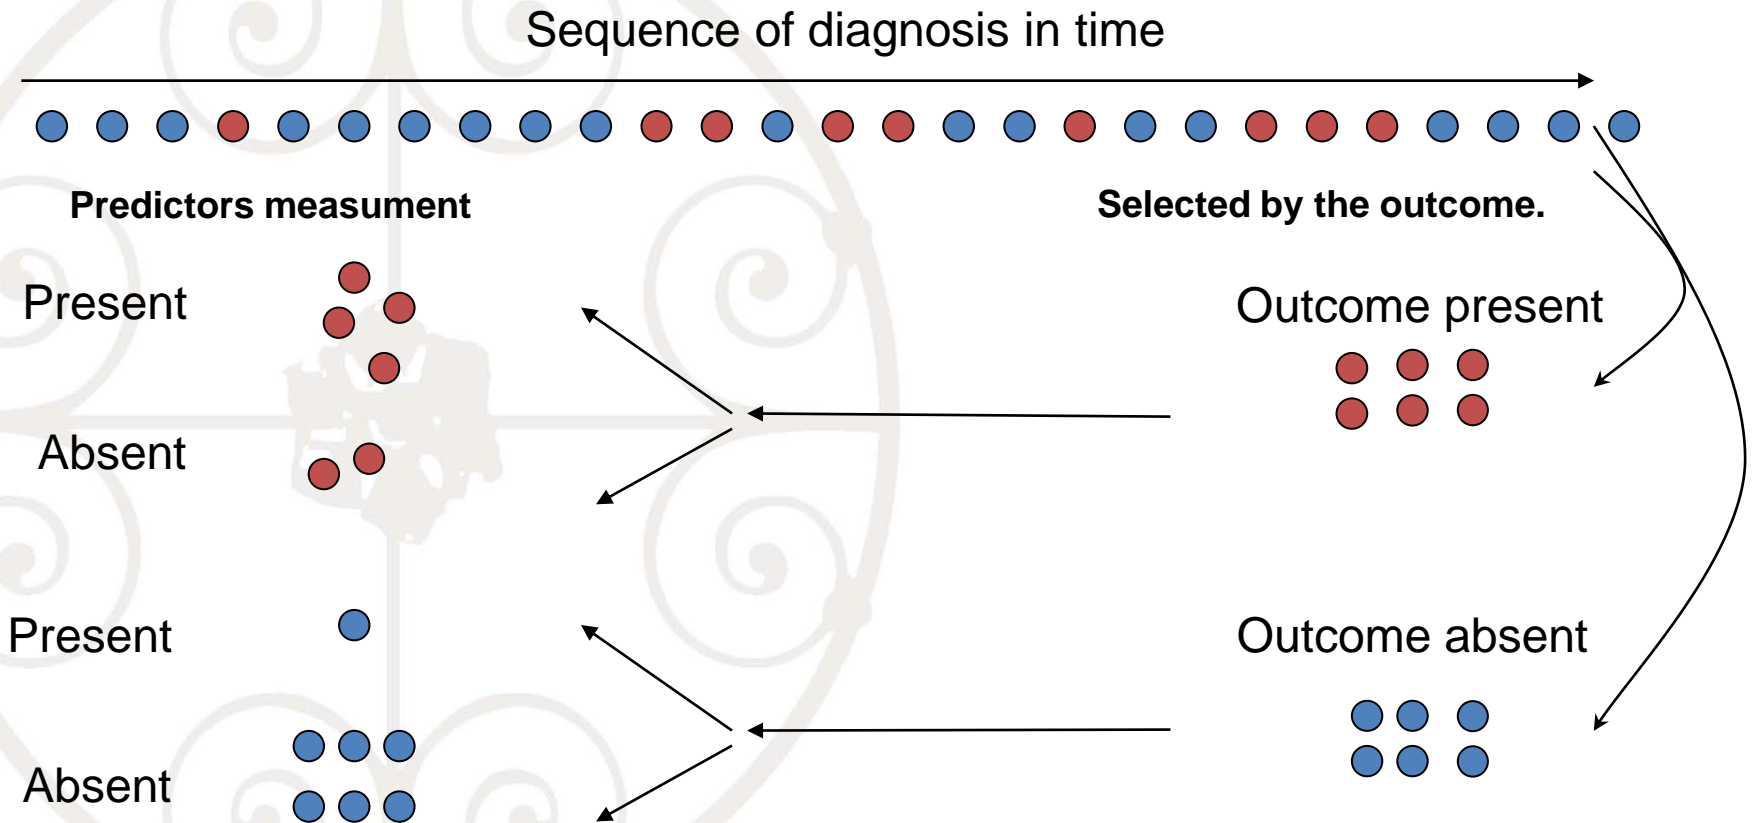 Sequence of diagnosis in time
Predictors measument
Selected by the outcome.
Present
Outcome present
Absent
Present
Outcome absent
Absent